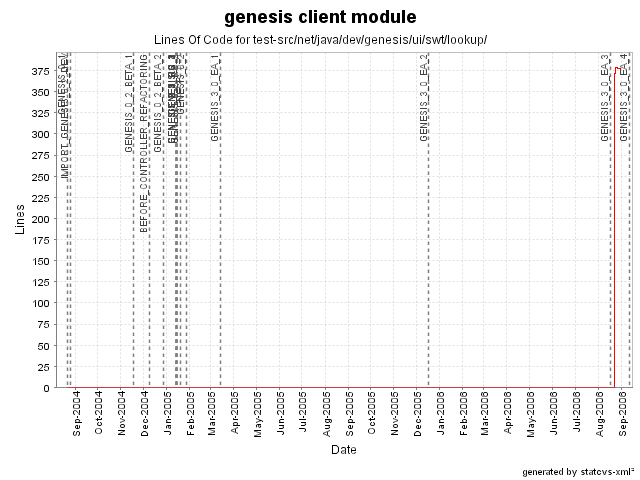 genesis client module
Lines Of Code for test-src/net/java/dev/genesis/ui/swt/lookup/
Lines
375
350
325
300
275
250
225
200
175
150
125
100
75
50
25
0
GENESIS_0_2_BETA_1
BEFORE_CONTROLLER_REFACTORING
GENESIS_0_2_BETA_2
GENESIS_3_0_EA_1
GENESIS_3_0_EA_2
GENESIS_3_0_EA_3
GENESIS_3_0_EA_4
Sep-2004
Oct-2004
Nov-2004
Dec-2004
Jan-2005
Feb-2005
Mar-2005
Apr-2005
May-2005
Jun-2005
Jul-2005
Aug-2005
Sep-2005
Oct-2005
Nov-2005
Dec-2005
Jan-2006
Feb-2006
Mar-2006
Apr-2006
May-2006
Jun-2006
Jul-2006
Aug-2006
Sep-2006
Date
generated by statcvs-xml²